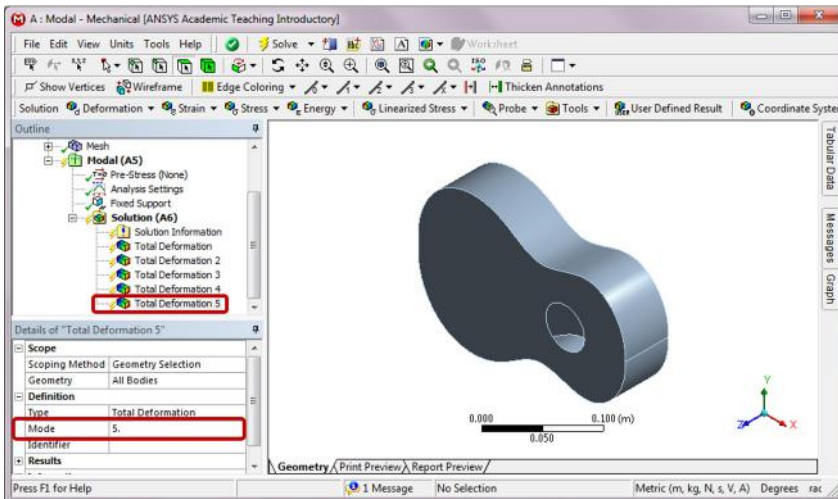 A : Modal - Mechanical [ANSYS Academic Teaching Introductory]
File Edit View Units Tools Help Solve Worksheet
Show Vertices Wireframe Edge Coloring Thicken Annotations
Solution Deformation Strain Stress Energy Linearized Stress Probe Tools User Defined Result Coordinate Syste
Outline
Mesh
Modal (A5)
Pre-Stress (None)
Analysis Settings
Fixed Support
Solution (A6)
Solution Information
Total Deformation
Total Deformation 2
Total Deformation 3
Total Deformation 4
Total Deformation 5
Details of "Total Deformation 5"
Scope
Scoping Method Geometry Selection
Geometry All Bodies
Definition
Type Total Deformation
Mode 5.
Identifier
Results
0.000 0.100 (m)
0.050
Y
Z X
Geometry Print Preview Report Preview
Tabular Data
Messages
Graph
Press F1 for Help 1 Message No Selection Metric (m, kg, N, s, V, A) Degrees rac